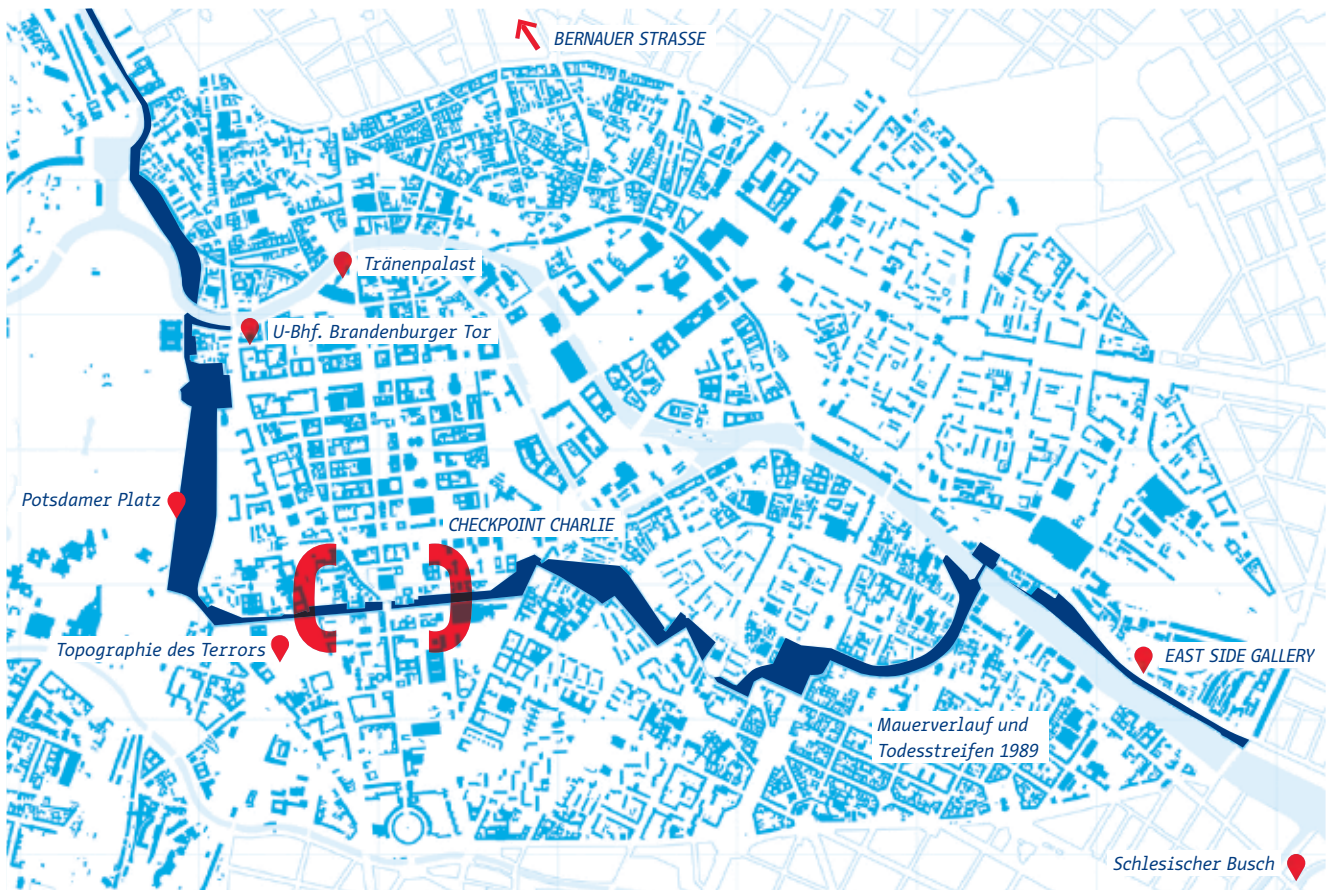 BERNAUER STRASSE
Tränenpalast
U-Bhf. Brandenburger Tor
Potsdamer Platz
CHECKPOINT CHARLIE
Topographie des Terrors
EAST SIDE GALLERY
Mauerverlauf und
Todesstreifen 1989
Schlesischer Busch